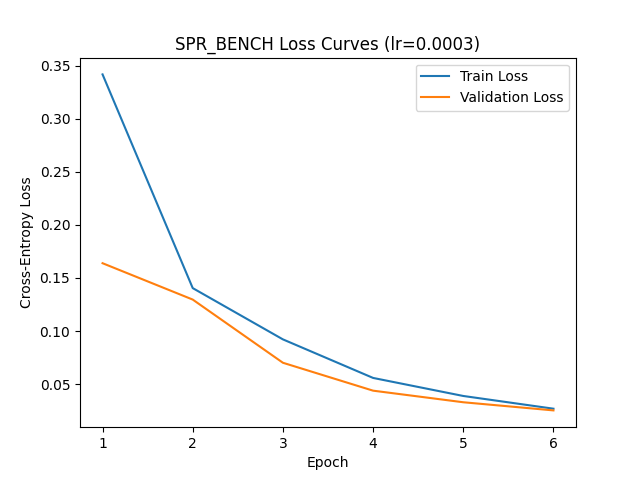 SPR_BENCH Loss Curves (lr=0.0003)
Train Loss
Validation Loss
Cross-Entropy Loss
0.35
0.30
0.25
0.20
0.15
0.10
0.05
1 2 3 4 5 6
Epoch